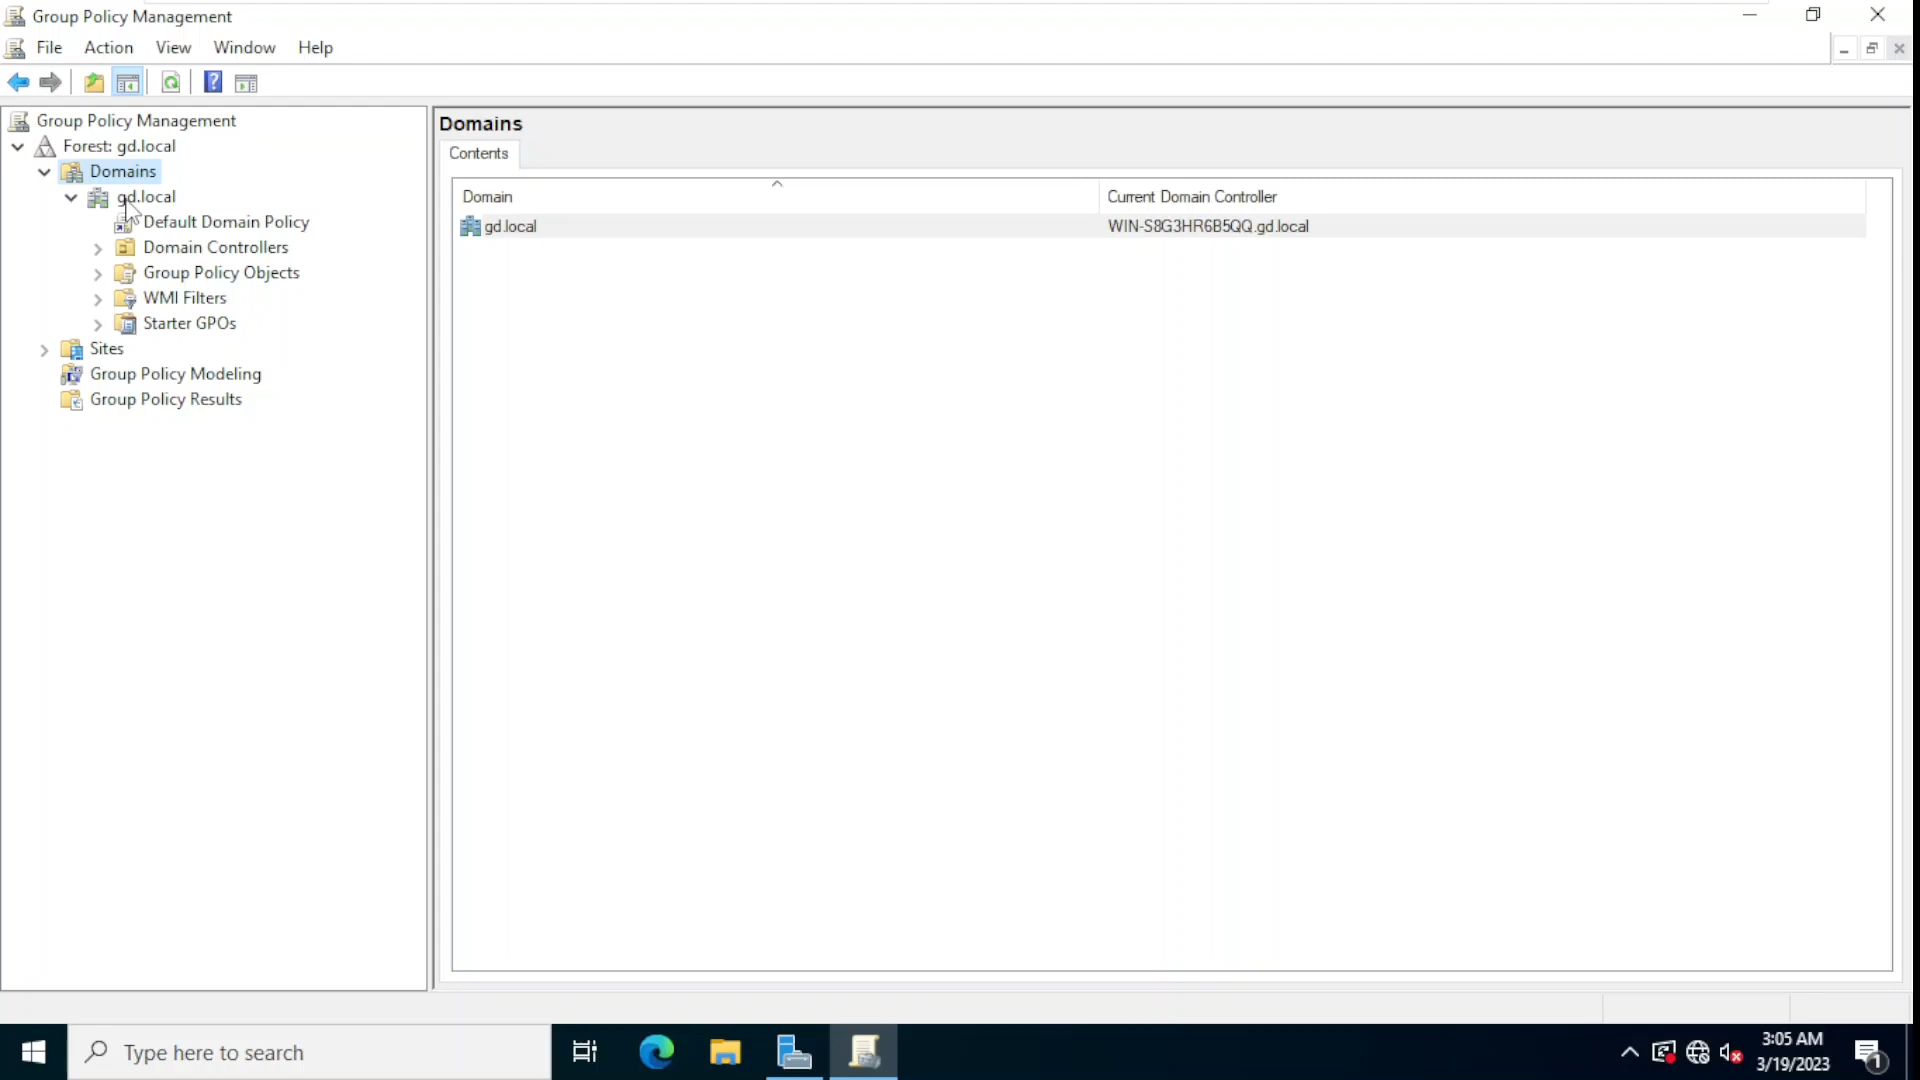 Group Policy Management
File Action View Window Help
Group Policy Management
Forest: gd.local
Domains
gd.local
Default Domain Policy
Domain Controllers
Group Policy Objects
WMI Filters
Starter GPOs
Sites
Group Policy Modeling
Group Policy Results
Domains
Contents
Domain Current Domain Controller
gd.local WIN-S8G3HR6B5QQ.gd.local
Type here to search
3:05 AM
3/19/2023
1